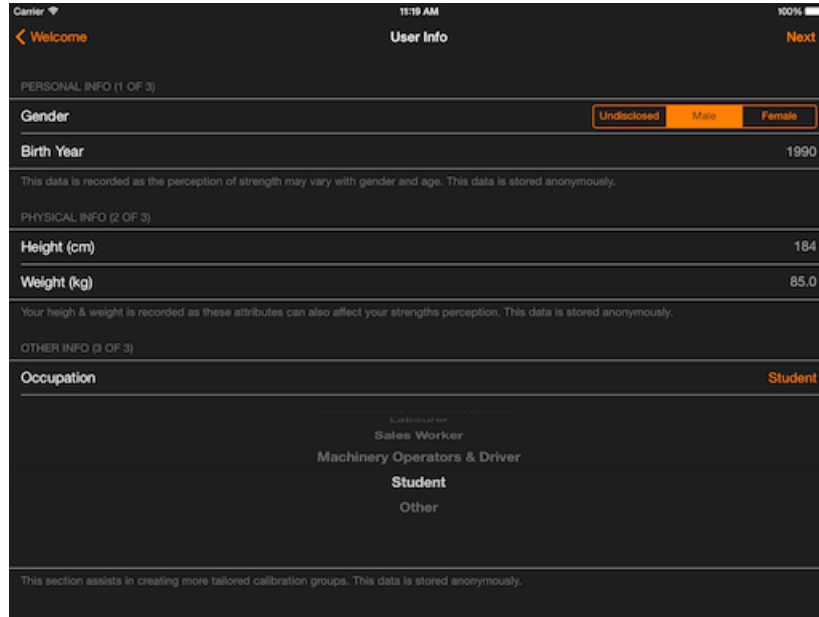 Carrier 11:19 AM 100%
Welcome User Info Next
PERSONAL INFO (1 OF 3)
Gender Undisclosed Male Female
Birth Year 1990
This data is recorded as the perception of strength may vary with gender and age. This data is stored anonymously.
PHYSICAL INFO (2 OF 3)
Height (cm) 184
Weight (kg) 85.0
Your heigh & weight is recorded as these attributes can also affect your strengths perception. This data is stored anonymously.
OTHER INFO (3 OF 3)
Occupation Student
Labourer
Sales Worker
Machinery Operators & Driver
Student
Other
This section assists in creating more tailored calibration groups. This data is stored anonymously.